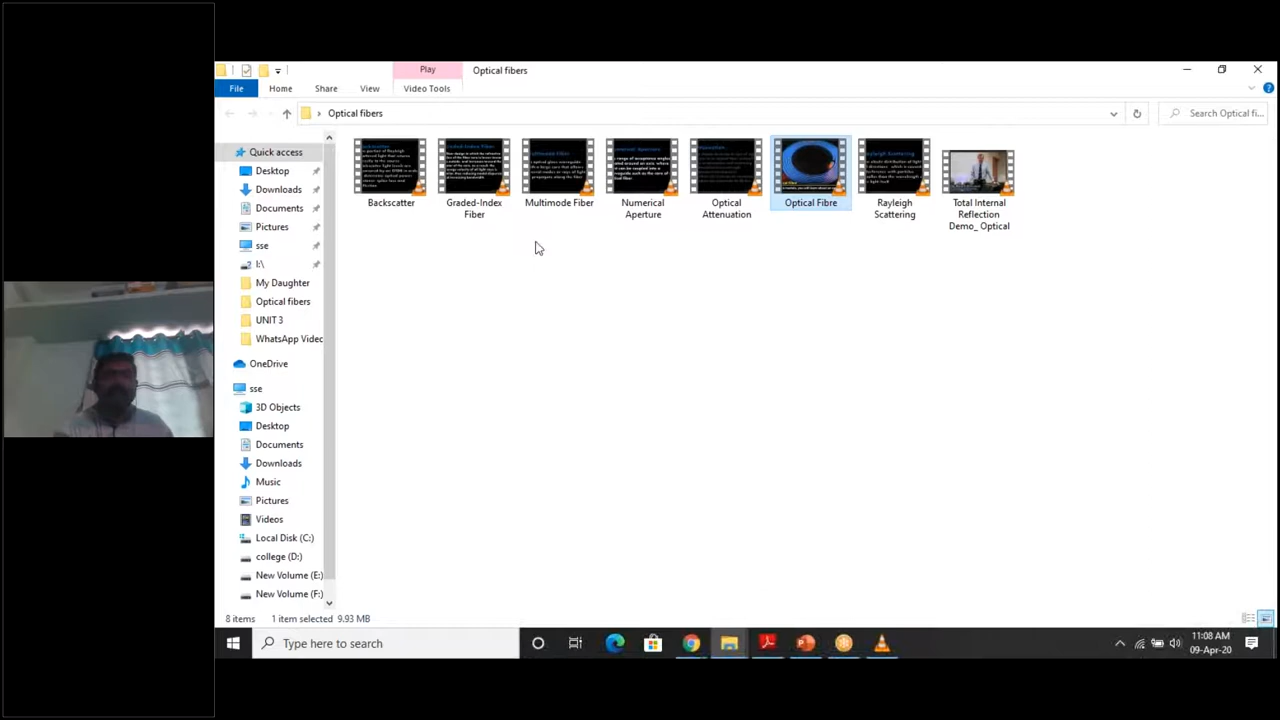 Play
Optical fibers
File
Home
Share
View
Video Tools
Optical fibers
Search Optical fi...
Quick access
Desktop
Downloads
Documents
Pictures
sse
I:\
My Daughter
Optical fibers
UNIT 3
WhatsApp Video
OneDrive
sse
3D Objects
Desktop
Documents
Downloads
Music
Pictures
Videos
Local Disk (C:)
college (D:)
New Volume (E:)
New Volume (F:)
Backscatter
Graded-Index
Fiber
Multimode Fiber
Numerical
Aperture
Optical
Attenuation
Optical Fibre
Rayleigh
Scattering
Total Internal
Reflection
Demo_ Optical
8 items
1 item selected 9.93 MB
Type here to search
11:08 AM
09-Apr-20